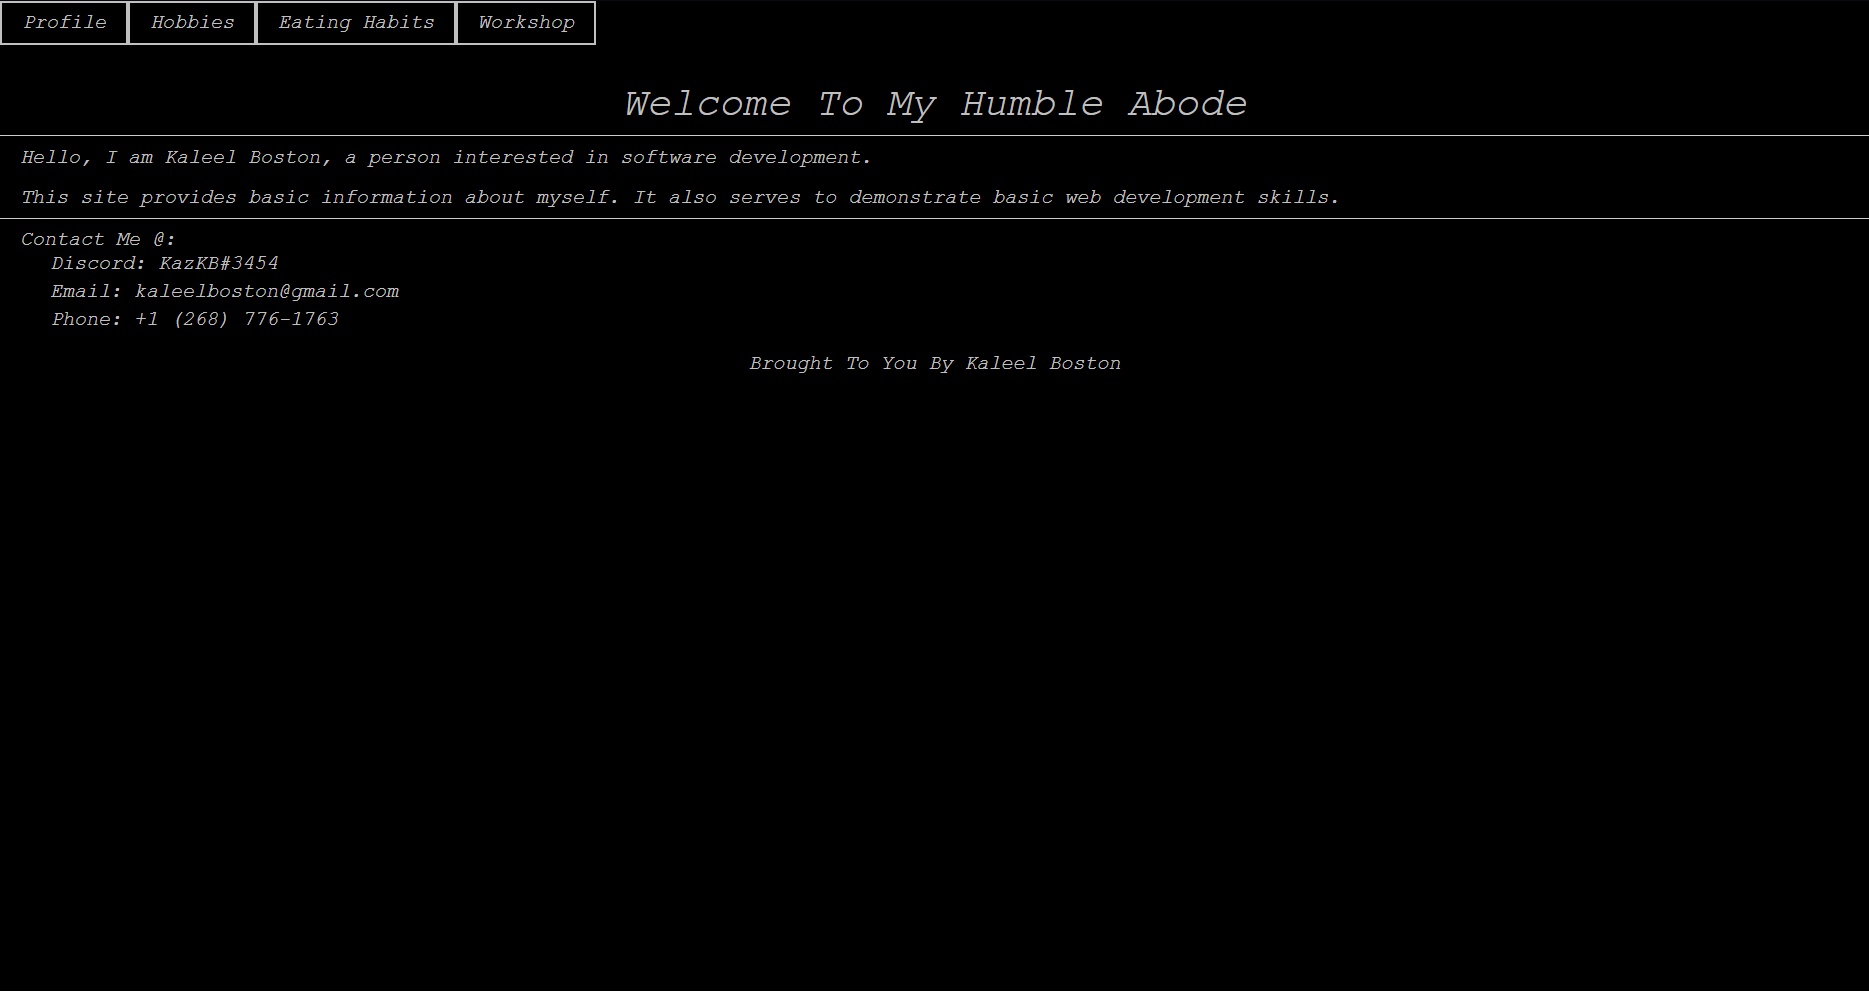 Profile Hobbies Eating Habits Workshop
Welcome To My Humble Abode
Hello, I am Kaleel Boston, a person interested in software development.
This site provides basic information about myself. It also serves to demonstrate basic web development skills.
Contact Me @:
Discord: KazKB#3454
Email: kaleelboston@gmail.com
Phone: +1 (268) 776-1763
Brought To You By Kaleel Boston